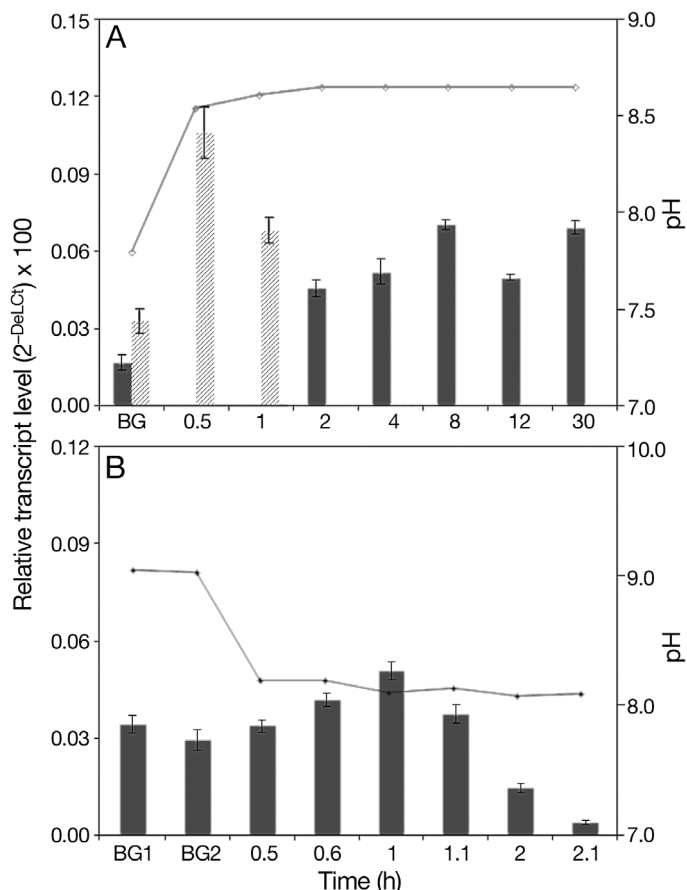 A
0.15
0.12
0.09
0.06
0.03
0.00
9.0
8.5
8.0
7.5
7.0
pH
BG 0.5 1 2 4 8 12 30
Relative transcript level (2⁻ᴰᵉᴸᶜᵗ) x 100
B
0.12
0.09
0.06
0.03
0.00
10.0
9.0
8.0
7.0
pH
BG1 BG2 0.5 0.6 1 1.1 2 2.1
Time (h)